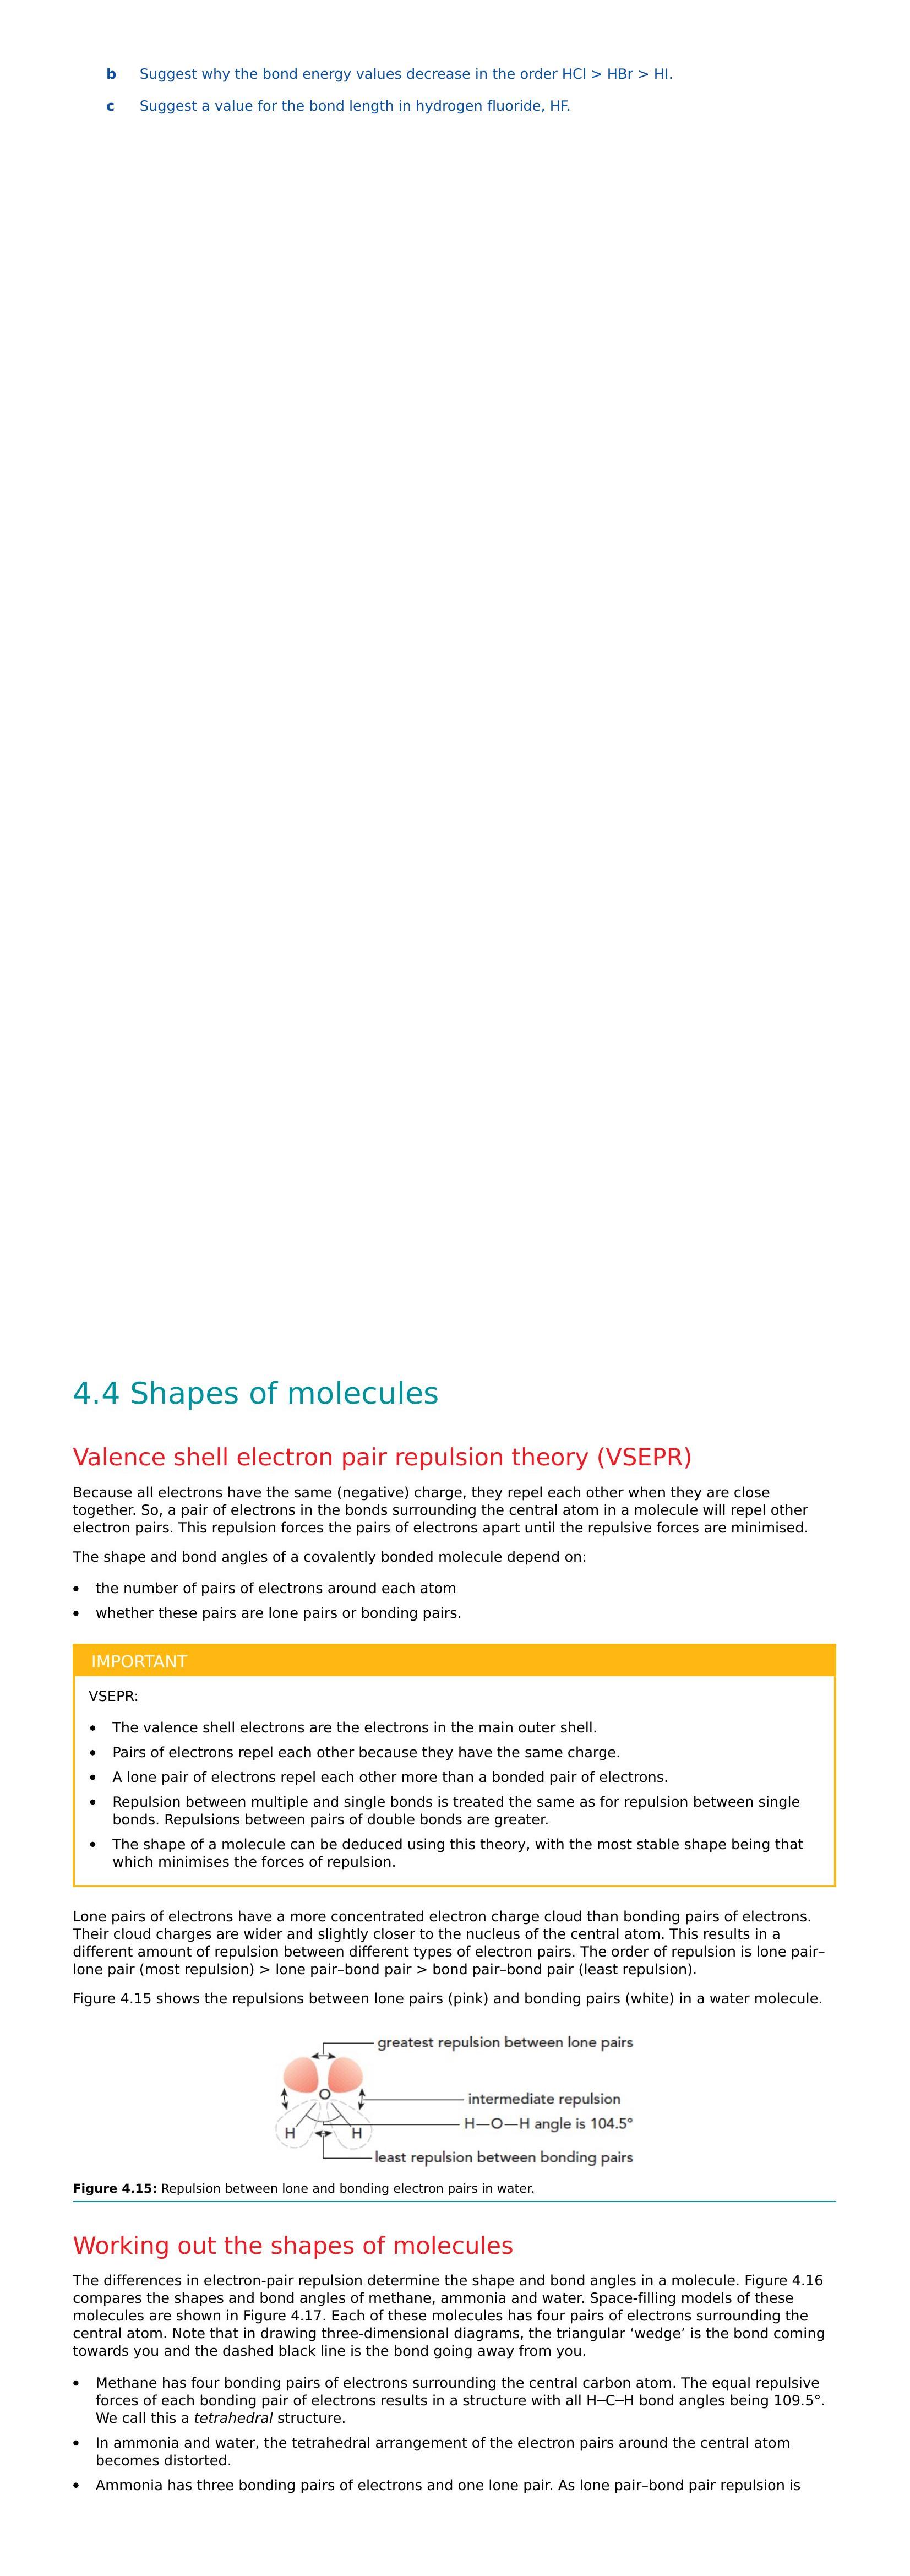 b Suggest why the bond energy values decrease in the order HCl > HBr > HI.
c Suggest a value for the bond length in hydrogen fluoride, HF.
4.4 Shapes of molecules
Valence shell electron pair repulsion theory (VSEPR)
Because all electrons have the same (negative) charge, they repel each other when they are close
together. So, a pair of electrons in the bonds surrounding the central atom in a molecule will repel other
electron pairs. This repulsion forces the pairs of electrons apart until the repulsive forces are minimised.
The shape and bond angles of a covalently bonded molecule depend on:
• the number of pairs of electrons around each atom
• whether these pairs are lone pairs or bonding pairs.
IMPORTANT
VSEPR:
• The valence shell electrons are the electrons in the main outer shell.
• Pairs of electrons repel each other because they have the same charge.
• A lone pair of electrons repel each other more than a bonded pair of electrons.
• Repulsion between multiple and single bonds is treated the same as for repulsion between single
bonds. Repulsions between pairs of double bonds are greater.
• The shape of a molecule can be deduced using this theory, with the most stable shape being that
which minimises the forces of repulsion.
Lone pairs of electrons have a more concentrated electron charge cloud than bonding pairs of electrons.
Their cloud charges are wider and slightly closer to the nucleus of the central atom. This results in a
different amount of repulsion between different types of electron pairs. The order of repulsion is lone pair–
lone pair (most repulsion) > lone pair–bond pair > bond pair–bond pair (least repulsion).
Figure 4.15 shows the repulsions between lone pairs (pink) and bonding pairs (white) in a water molecule.
greatest repulsion between lone pairs
O
intermediate repulsion
H—O—H angle is 104.5°
H H
least repulsion between bonding pairs
Figure 4.15: Repulsion between lone and bonding electron pairs in water.
Working out the shapes of molecules
The differences in electron-pair repulsion determine the shape and bond angles in a molecule. Figure 4.16
compares the shapes and bond angles of methane, ammonia and water. Space-filling models of these
molecules are shown in Figure 4.17. Each of these molecules has four pairs of electrons surrounding the
central atom. Note that in drawing three-dimensional diagrams, the triangular ‘wedge’ is the bond coming
towards you and the dashed black line is the bond going away from you.
• Methane has four bonding pairs of electrons surrounding the central carbon atom. The equal repulsive
forces of each bonding pair of electrons results in a structure with all H─C─H bond angles being 109.5°.
We call this a tetrahedral structure.
• In ammonia and water, the tetrahedral arrangement of the electron pairs around the central atom
becomes distorted.
• Ammonia has three bonding pairs of electrons and one lone pair. As lone pair–bond pair repulsion is